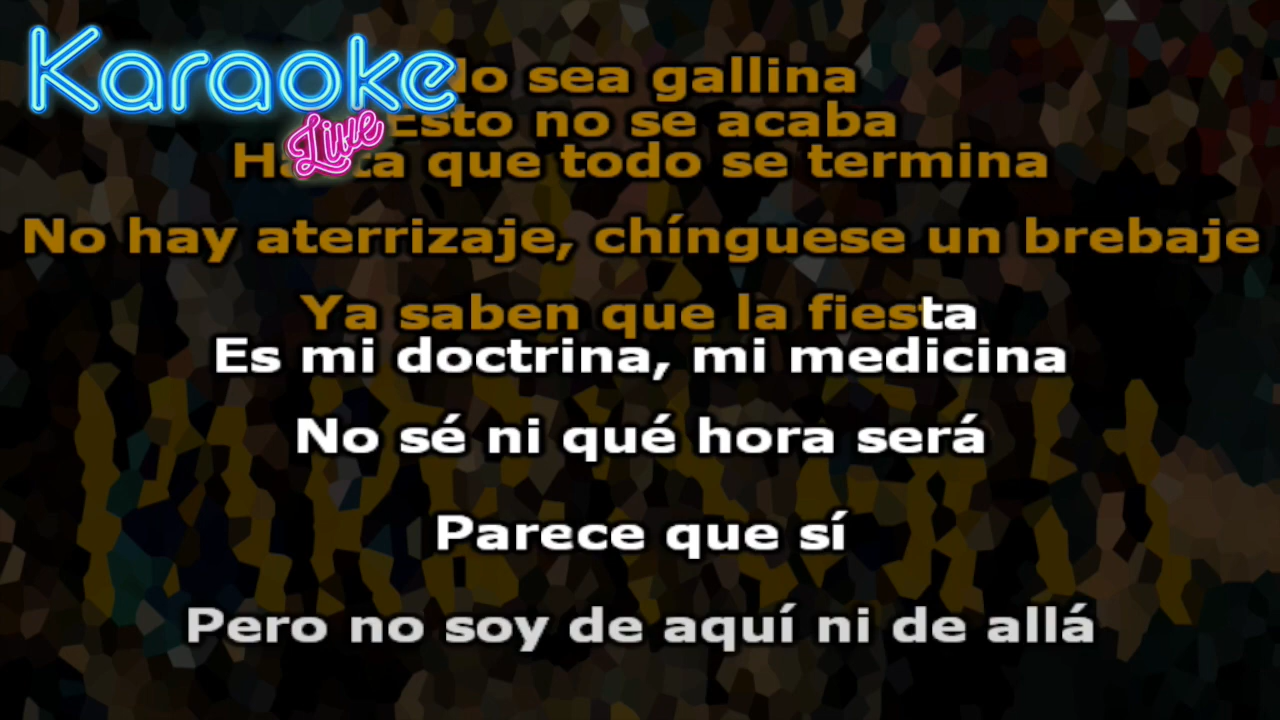 Karaoke
Live
No sea gallina
Esto no se acaba
Hasta que todo se termina
No hay aterrizaje, chínguese un brebaje
Ya saben que la fiesta
Es mi doctrina, mi medicina
No sé ni qué hora será
Parece que sí
Pero no soy de aquí ni de allá